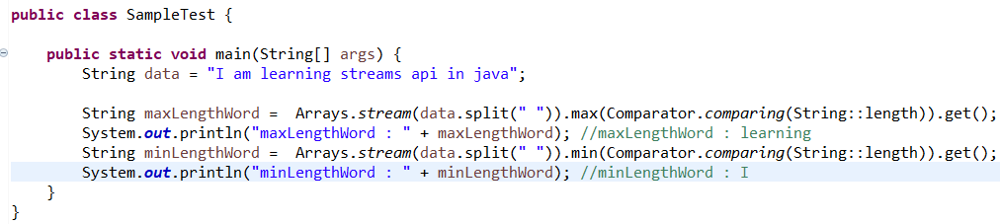 public class SampleTest {
public static void main(String[] args) {
String data = "I am learning streams api in java";
String maxLengthWord =  Arrays.stream(data.split(" ")).max(Comparator.comparing(String::length)).get();
System.out.println("maxLengthWord : " + maxLengthWord); //maxLengthWord : learning
String minLengthWord =  Arrays.stream(data.split(" ")).min(Comparator.comparing(String::length)).get();
System.out.println("minLengthWord : " + minLengthWord); //minLengthWord : I
}
}